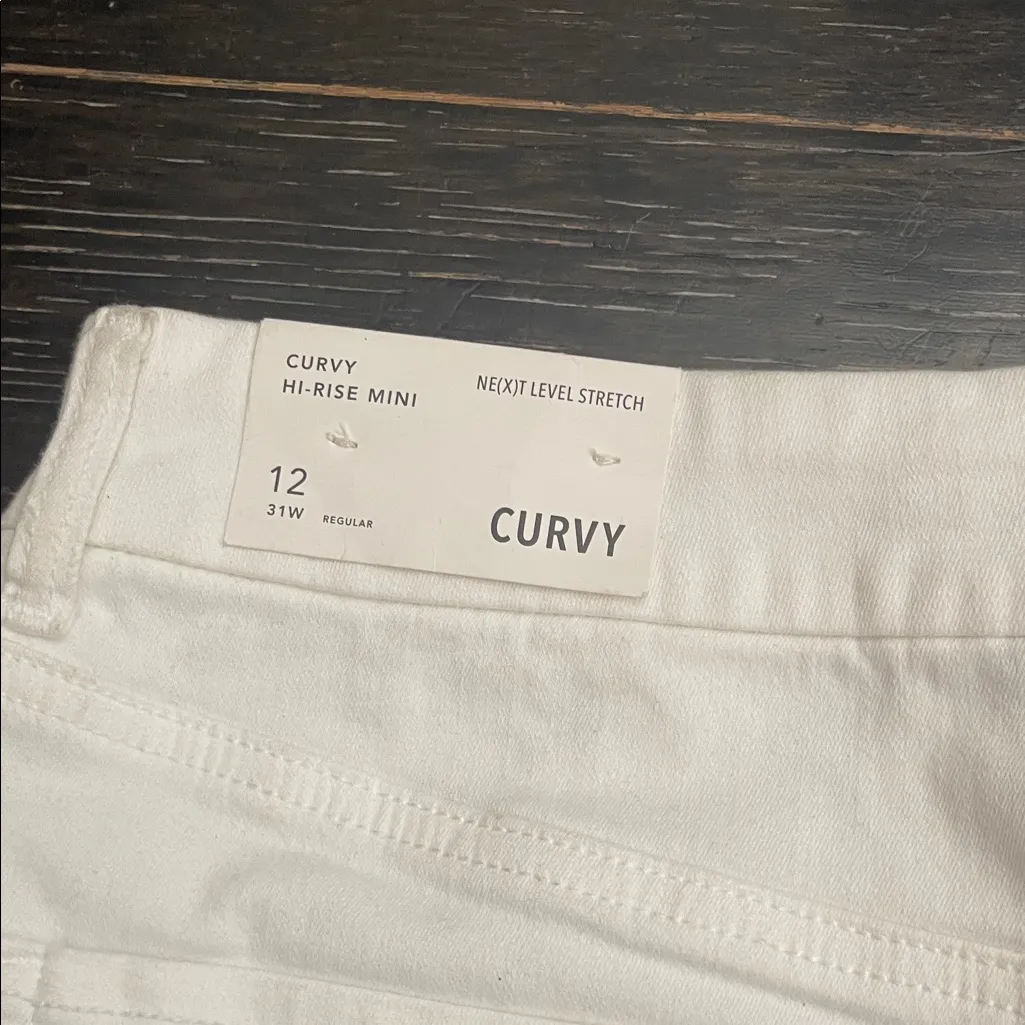 CURVY
HI-RISE MINI
NE(X)T LEVEL STRETCH
12
31W REGULAR
CURVY